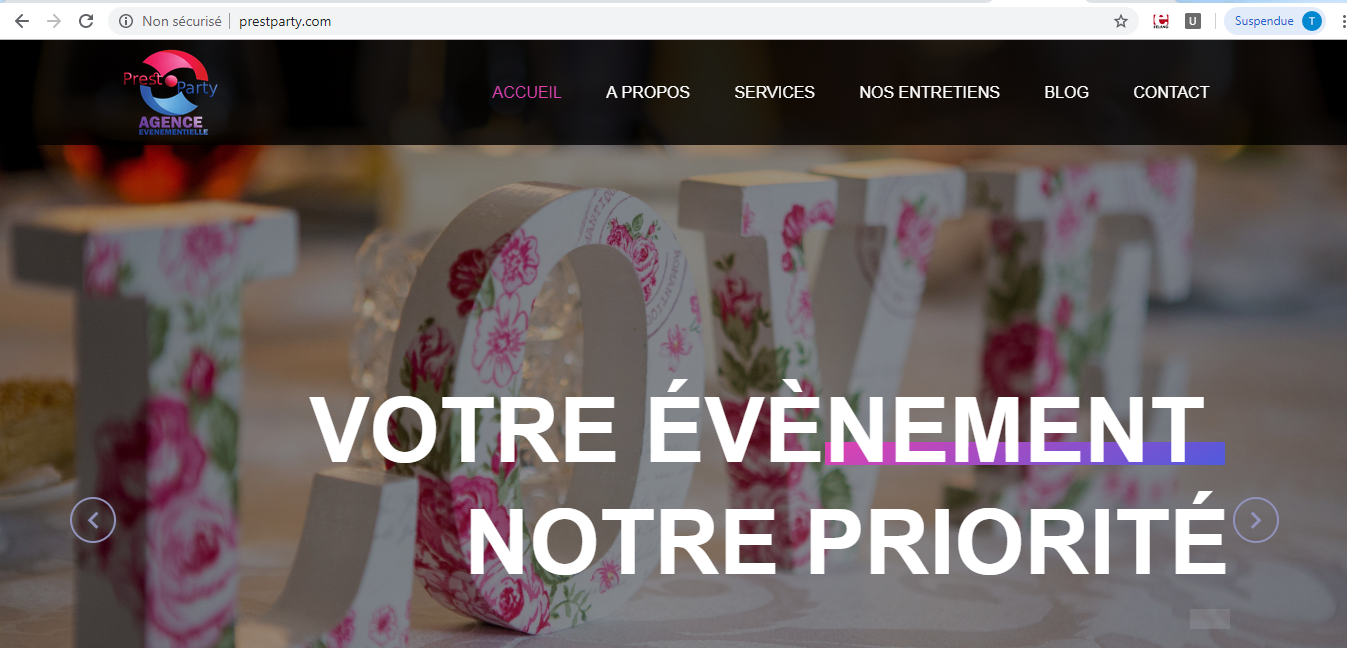 Non sécurisé prestparty.com
Suspendue T
Prest Party
AGENCE
EVENEMENTIELLE
ACCUEIL A PROPOS SERVICES NOS ENTRETIENS BLOG CONTACT
LOVE
VOTRE ÉVÈNEMENT
NOTRE PRIORITÉ